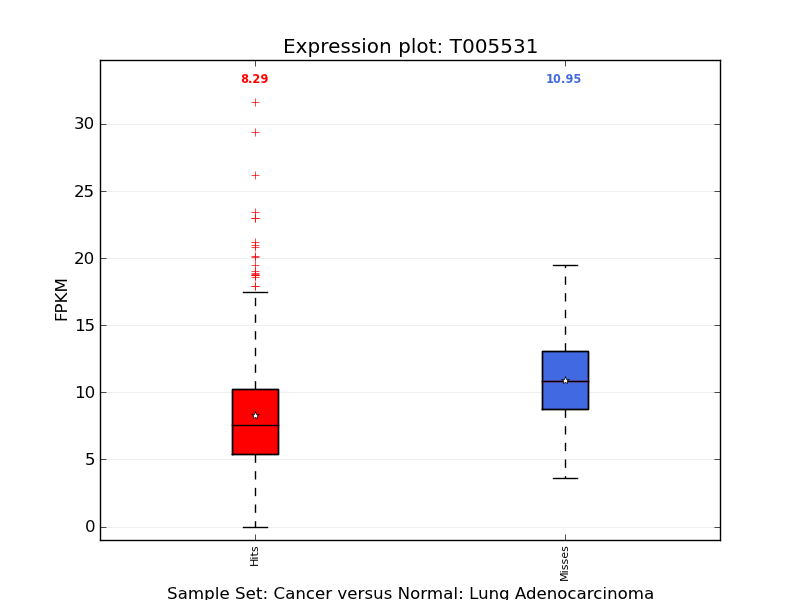 Expression plot: T005531
8.29
10.95
30
25
20
15
10
5
0
FPKM
Hits
Misses
Sample Set: Cancer versus Normal: Lung Adenocarcinoma